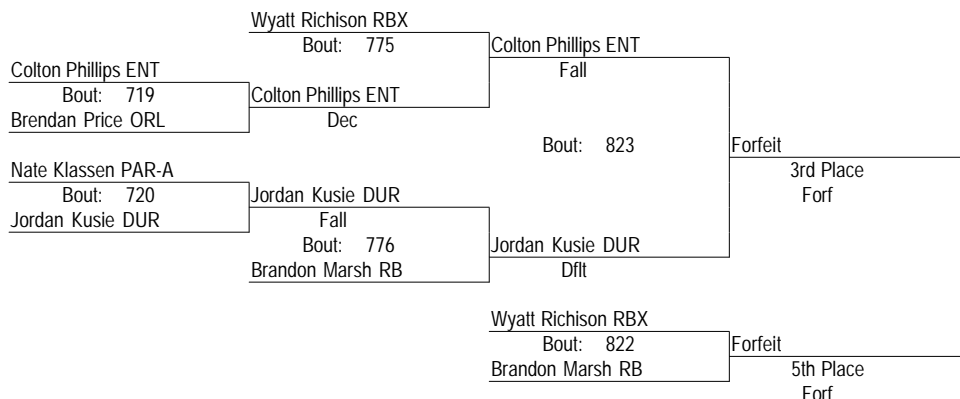 Wyatt Richison RBX
Bout: 775
Colton Phillips ENT
Colton Phillips ENT
Fall
Bout: 719
Colton Phillips ENT
Brendan Price ORL
Dec
Bout: 823
Forfeit
Nate Klassen PAR-A
3rd Place
Bout: 720
Jordan Kusie DUR
Forf
Jordan Kusie DUR
Fall
Bout: 776
Jordan Kusie DUR
Brandon Marsh RB
Dflt
Wyatt Richison RBX
Bout: 822
Forfeit
Brandon Marsh RB
5th Place
Forf